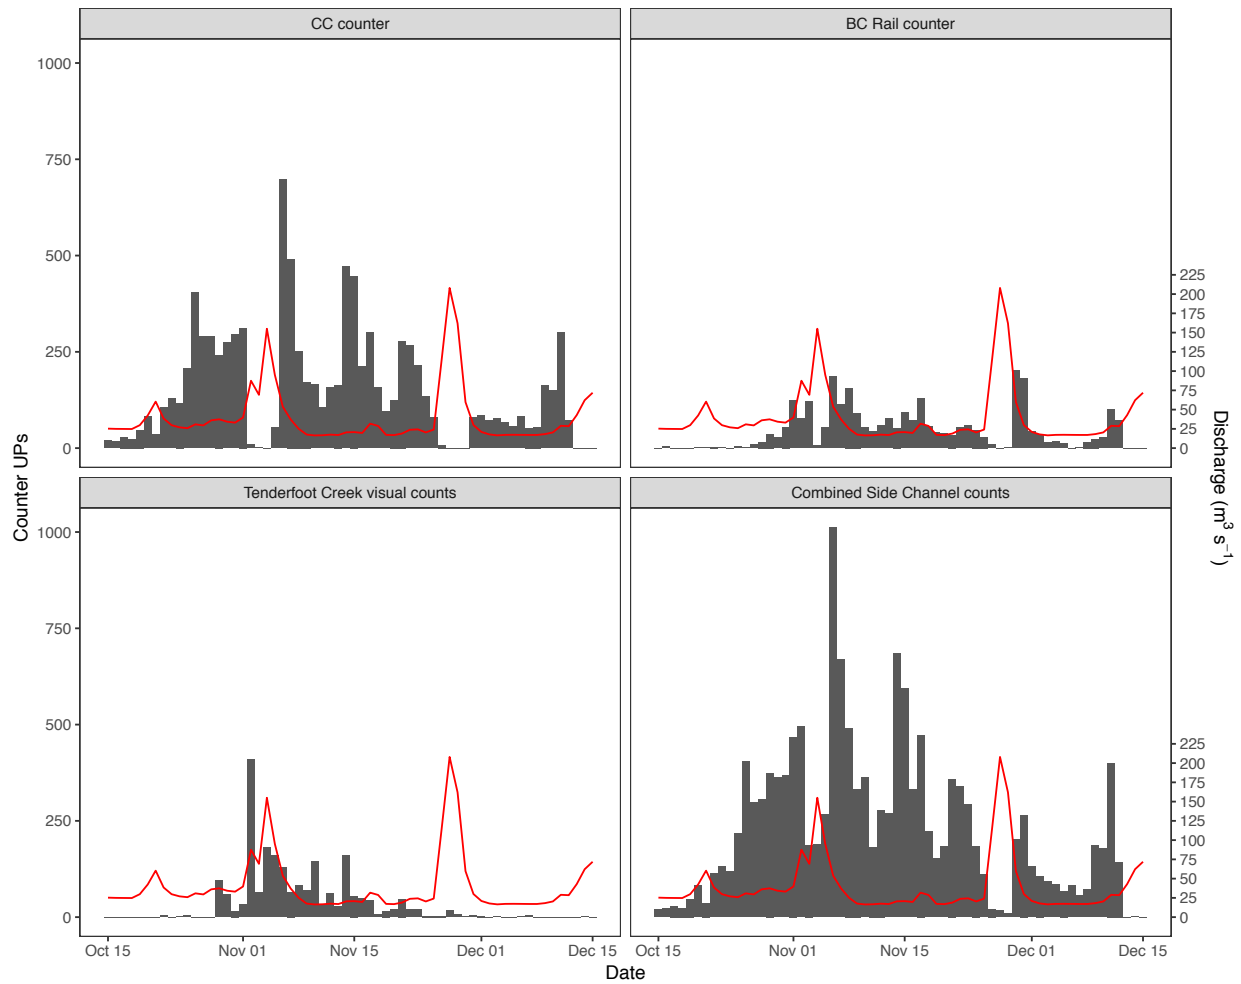 CC counter
BC Rail counter
1000
750
500
250
0
225
200
175
150
125
100
75
50
25
0
Tenderfoot Creek visual counts
Combined Side Channel counts
1000
750
500
250
0
225
200
175
150
125
100
75
50
25
0
Counter UPs
Discharge (m³ s⁻¹)
Oct 15
Nov 01
Nov 15
Dec 01
Dec 15
Oct 15
Nov 01
Nov 15
Dec 01
Dec 15
Date